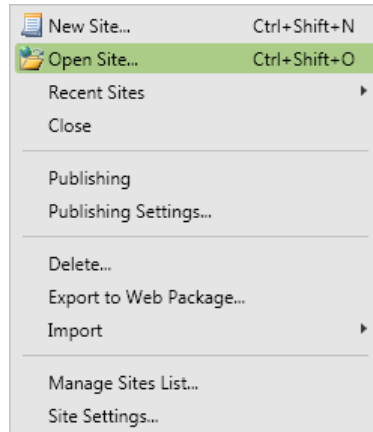 New Site... Ctrl+Shift+N
Open Site... Ctrl+Shift+O
Recent Sites
Close
Publishing
Publishing Settings...
Delete...
Export to Web Package...
Import
Manage Sites List...
Site Settings...